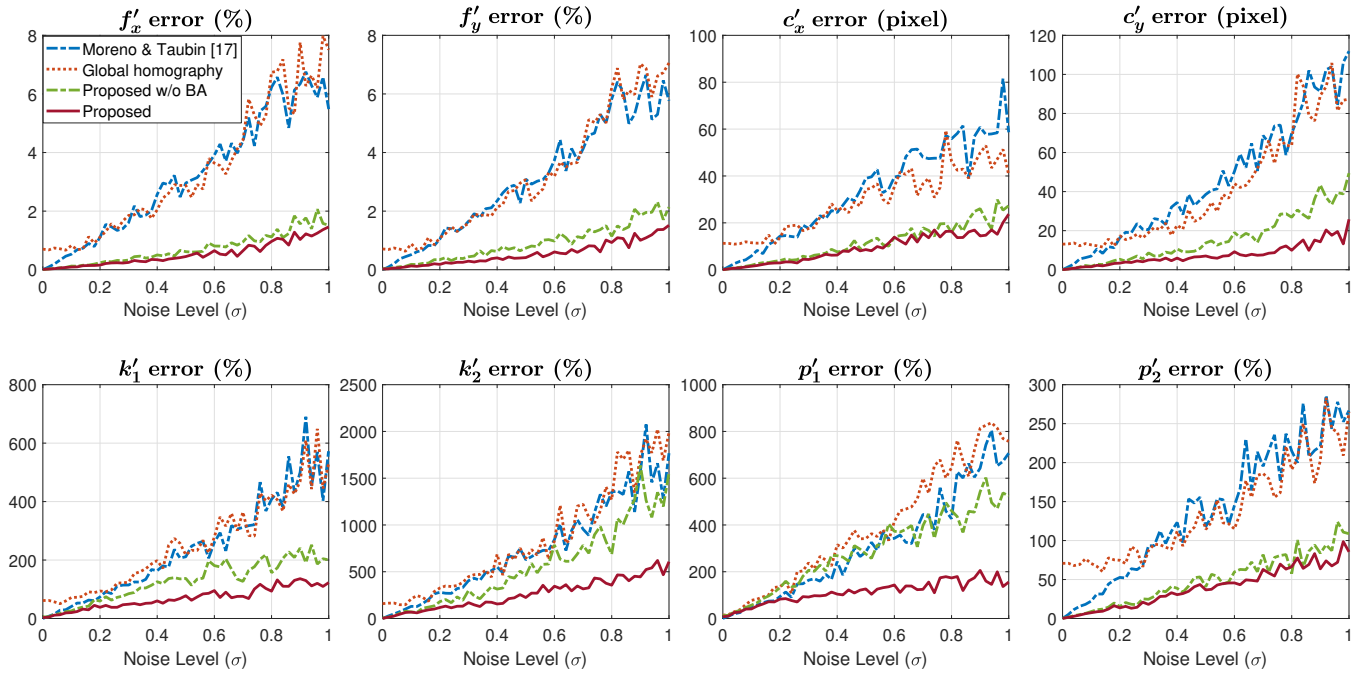 f′x error (%)
8
6
4
2
0
0 0.2 0.4 0.6 0.8 1
Noise Level (σ)
Moreno & Taubin [17]
Global homography
Proposed w/o BA
Proposed
f′y error (%)
8
6
4
2
0
0 0.2 0.4 0.6 0.8 1
Noise Level (σ)
c′x error (pixel)
100
80
60
40
20
0
0 0.2 0.4 0.6 0.8 1
Noise Level (σ)
c′y error (pixel)
120
100
80
60
40
20
0
0 0.2 0.4 0.6 0.8 1
Noise Level (σ)
k′1 error (%)
800
600
400
200
0
0 0.2 0.4 0.6 0.8 1
Noise Level (σ)
k′2 error (%)
2500
2000
1500
1000
500
0
0 0.2 0.4 0.6 0.8 1
Noise Level (σ)
p′1 error (%)
1000
800
600
400
200
0
0 0.2 0.4 0.6 0.8 1
Noise Level (σ)
p′2 error (%)
300
250
200
150
100
50
0
0 0.2 0.4 0.6 0.8 1
Noise Level (σ)